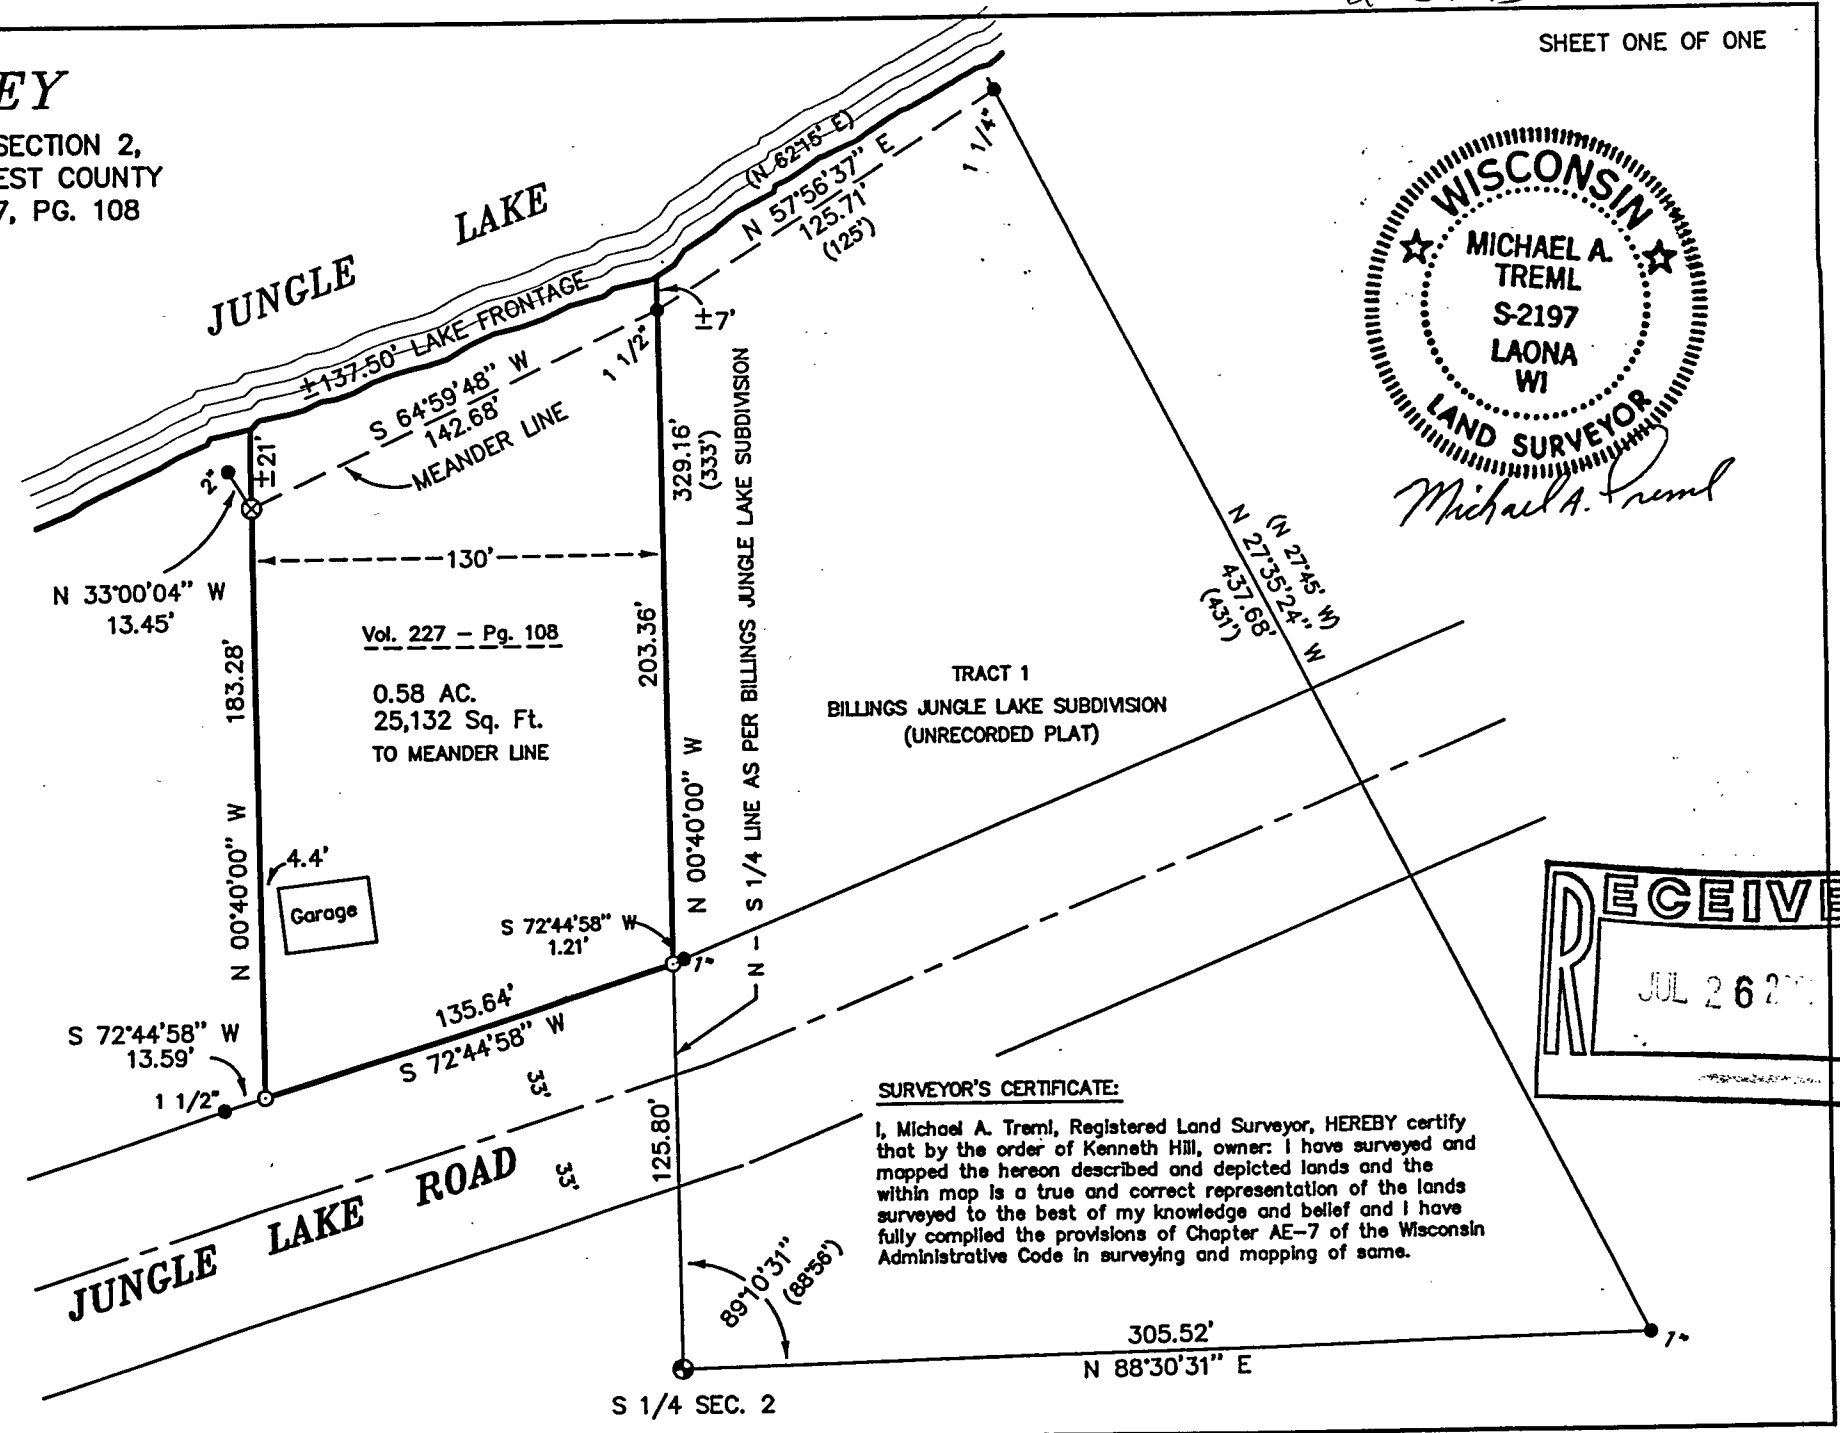 SHEET ONE OF ONE
EY
SECTION 2,
EST COUNTY
7, PG. 108
JUNGLE LAKE
(N 62°15' E)
N 57°56'37" E
125.71'
(125')
1 1/4"
WISCONSIN
MICHAEL A.
TREML
S-2197
LAONA
WI
LAND SURVEYOR
Michael A. Treml
±137.50' LAKE FRONTAGE
S 64°59'48" W
142.68'
MEANDER LINE
1 1/2"
±7'
±21'
2"
N 33°00'04" W
13.45'
130'
329.16'
(333')
N - S 1/4 LINE AS PER BILLINGS JUNGLE LAKE SUBDIVISION
(N 27°45' W)
N 27°35'24" W
437.68'
(431')
Vol. 227 - Pg. 108
0.58 AC.
25,132 Sq. Ft.
TO MEANDER LINE
183.28'
N 00°40'00" W
203.36'
N 00°40'00" W
TRACT 1
BILLINGS JUNGLE LAKE SUBDIVISION
(UNRECORDED PLAT)
4.4'
Garage
S 72°44'58" W
1.21'
1"
135.64'
S 72°44'58" W
S 72°44'58" W
13.59'
1 1/2"
33'
33'
JUNGLE LAKE ROAD
125.80'
RECEIVE
JUL 26 2
SURVEYOR'S CERTIFICATE:
I, Michael A. Treml, Registered Land Surveyor, HEREBY certify
that by the order of Kenneth Hill, owner: I have surveyed and
mapped the hereon described and depicted lands and the
within map is a true and correct representation of the lands
surveyed to the best of my knowledge and belief and I have
fully complied the provisions of Chapter AE-7 of the Wisconsin
Administrative Code in surveying and mapping of same.
89°10'31"
(88°56')
305.52'
N 88°30'31" E
1"
S 1/4 SEC. 2